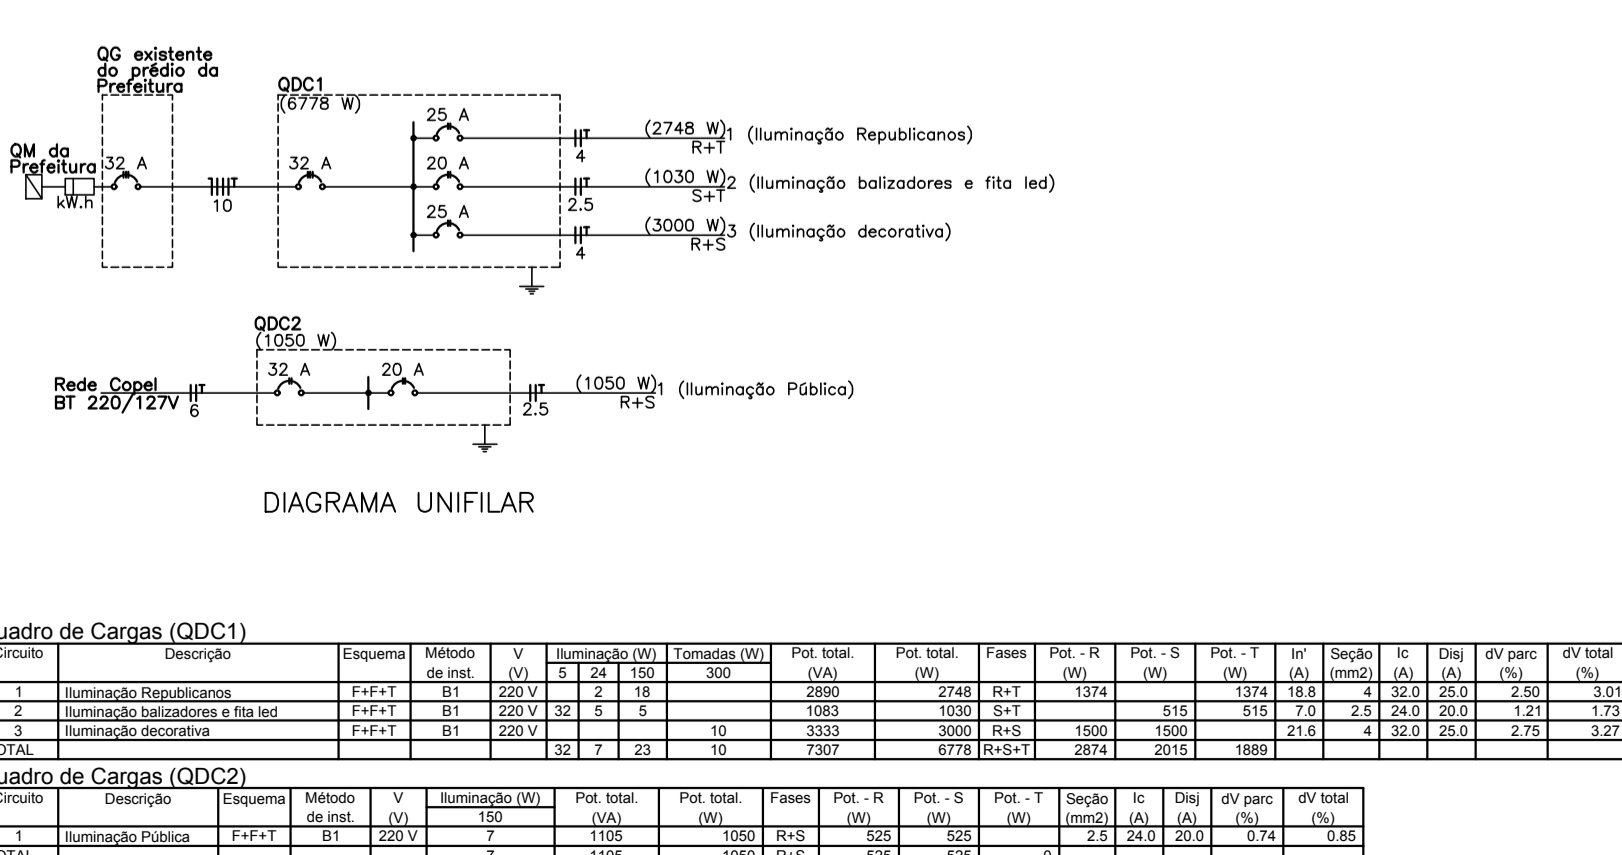 QG existente
do prédio da
Prefeitura
QDC1
(6778 W)
25 A
(2748 W)
1 (Iluminação Republicanos)
R+T
4
QM da
Prefeitura
32 A
32 A
20 A
(1030 W)
2 (Iluminação balizadores e fita led)
S+T
kW.h
T
10
2.5
25 A
(3000 W)
3 (Iluminação decorativa)
R+S
4
QDC2
(1050 W)
32 A
20 A
Rede Copel
BT 220/127V
6
(1050 W)
1 (Iluminação Pública)
R+S
2.5
DIAGRAMA UNIFILAR
uadro de Cargas (QDC1)
Circuito Descrição Esquema Método V Iluminação (W) Tomadas (W) Pot. total. Pot. total. Fases Pot. - R Pot. - S Pot. - T In' Seção Ic Disj dV parc dV total
de inst. (V) 5 24 150 300 (VA) (W) (W) (W) (W) (A) (mm2) (A) (A) (%) (%)
1 Iluminação Republicanos F+F+T B1 220 V 2 18 2890 2748 R+T 1374 1374 18.8 4 32.0 25.0 2.50 3.01
2 Iluminação balizadores e fita led F+F+T B1 220 V 32 5 5 1083 1030 S+T 515 515 7.0 2.5 24.0 20.0 1.21 1.73
3 Iluminação decorativa F+F+T B1 220 V 10 3333 3000 R+S 1500 1500 21.6 4 32.0 25.0 2.75 3.27
OTAL 32 7 23 10 7307 6778 R+S+T 2874 2015 1889
uadro de Cargas (QDC2)
Circuito Descrição Esquema Método V Iluminação (W) Pot. total. Pot. total. Fases Pot. - R Pot. - S Pot. - T Seção Ic Disj dV parc dV total
de inst. (V) 150 (VA) (W) (W) (W) (W) (mm2) (A) (A) (%) (%)
1 Iluminação Pública F+F+T B1 220 V 7 1105 1050 R+S 525 525 2.5 24.0 20.0 0.74 0.85
OTAL 7 1105 1050 R+S 525 525 0